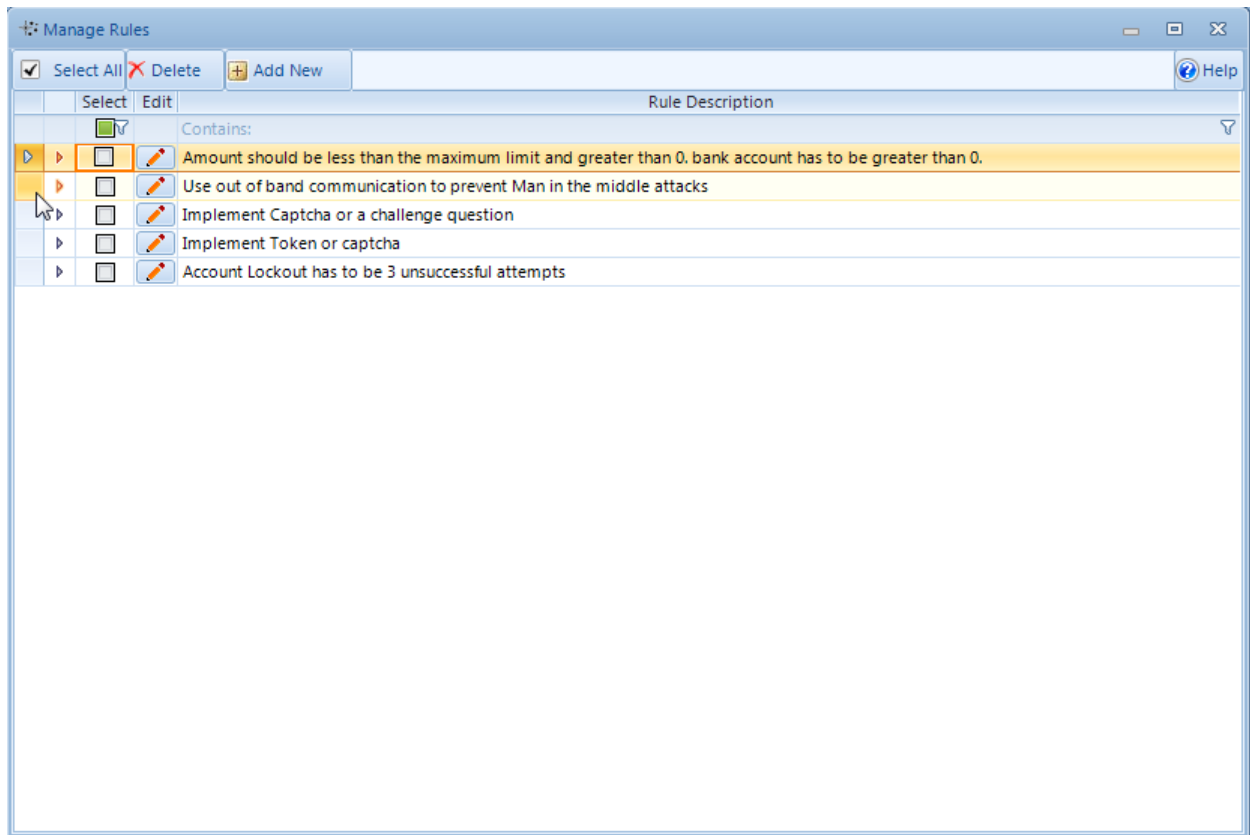 Manage Rules
Select All Delete Add New Help
Select Edit Rule Description
Contains:
Amount should be less than the maximum limit and greater than 0. bank account has to be greater than 0.
Use out of band communication to prevent Man in the middle attacks
Implement Captcha or a challenge question
Implement Token or captcha
Account Lockout has to be 3 unsuccessful attempts